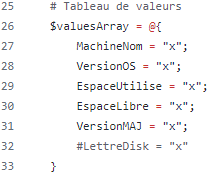 25 # Tableau de valeurs
26 $valuesArray = @{
27 MachineNom = "x";
28 VersionOS = "x";
29 EspaceUtilise = "x";
30 EspaceLibre = "x";
31 VersionMAJ = "x";
32 #LettreDisk = "x"
33 }